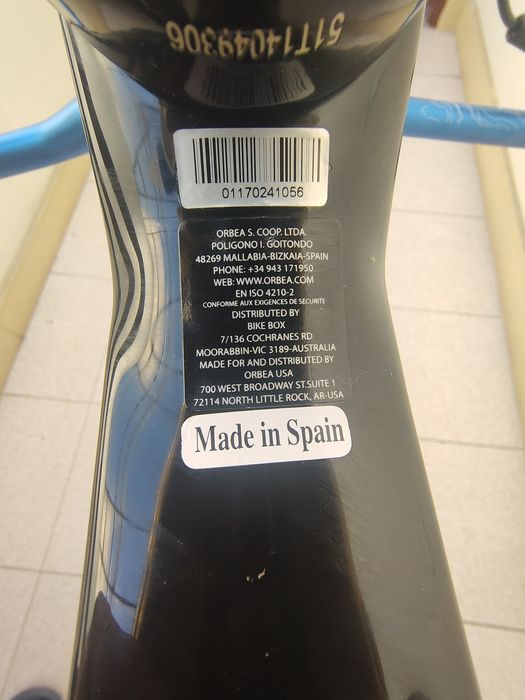 51T14049306
01170241056
ORBEA S. COOP. LTDA.
POLIGONO I. GOITONDO
48269 MALLABIA-BIZKAIA-SPAIN
PHONE: +34 943 171950
WEB: WWW.ORBEA.COM
EN ISO 4210-2
CONFORME AUX EXIGENCES DE SECURITE
DISTRIBUTED BY
BIKE BOX
7/136 COCHRANES RD
MOORABBIN-VIC 3189-AUSTRALIA
MADE FOR AND DISTRIBUTED BY
ORBEA USA
700 WEST BROADWAY ST.SUITE 1
72114 NORTH LITTLE ROCK, AR-USA
Made in Spain